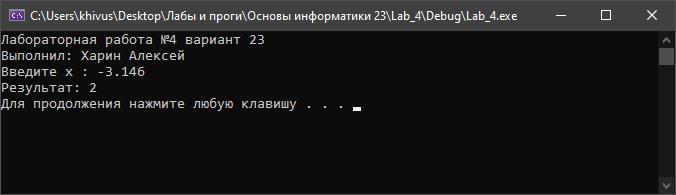 C:\Users\khivus\Desktop\Лабы и проги\Основы информатики 23\Lab_4\Debug\Lab_4.exe
Лабораторная работа №4 вариант 23
Выполнил: Харин Алексей
Введите x : -3.146
Результат: 2
Для продолжения нажмите любую клавишу . . .